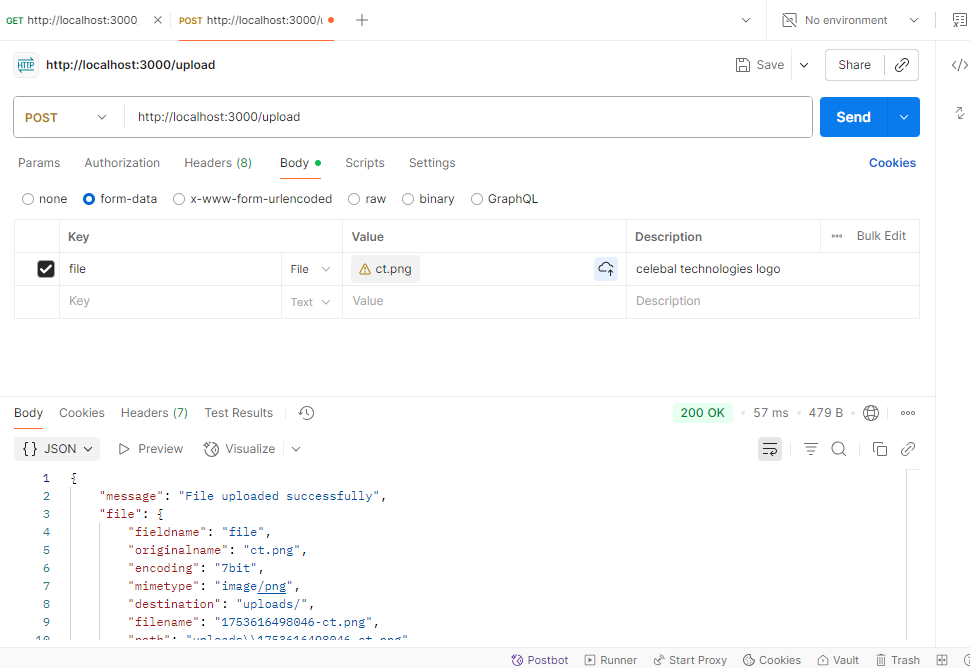 GET http://localhost:3000 POST http://localhost:3000/u No environment
HTTP http://localhost:3000/upload Save Share
POST http://localhost:3000/upload Send
Params Authorization Headers (8) Body Scripts Settings Cookies
none form-data x-www-form-urlencoded raw binary GraphQL
Key Value Description Bulk Edit
file File ct.png celebal technologies logo
Key Text Value Description
Body Cookies Headers (7) Test Results 200 OK 57 ms 479 B
{} JSON Preview Visualize
1 {
2 "message": "File uploaded successfully",
3 "file": {
4 "fieldname": "file",
5 "originalname": "ct.png",
6 "encoding": "7bit",
7 "mimetype": "image/png",
8 "destination": "uploads/",
9 "filename": "1753616498046-ct.png",
10 "path": "uploads\\1753616498046-ct.png"
Postbot Runner Start Proxy Cookies Vault Trash